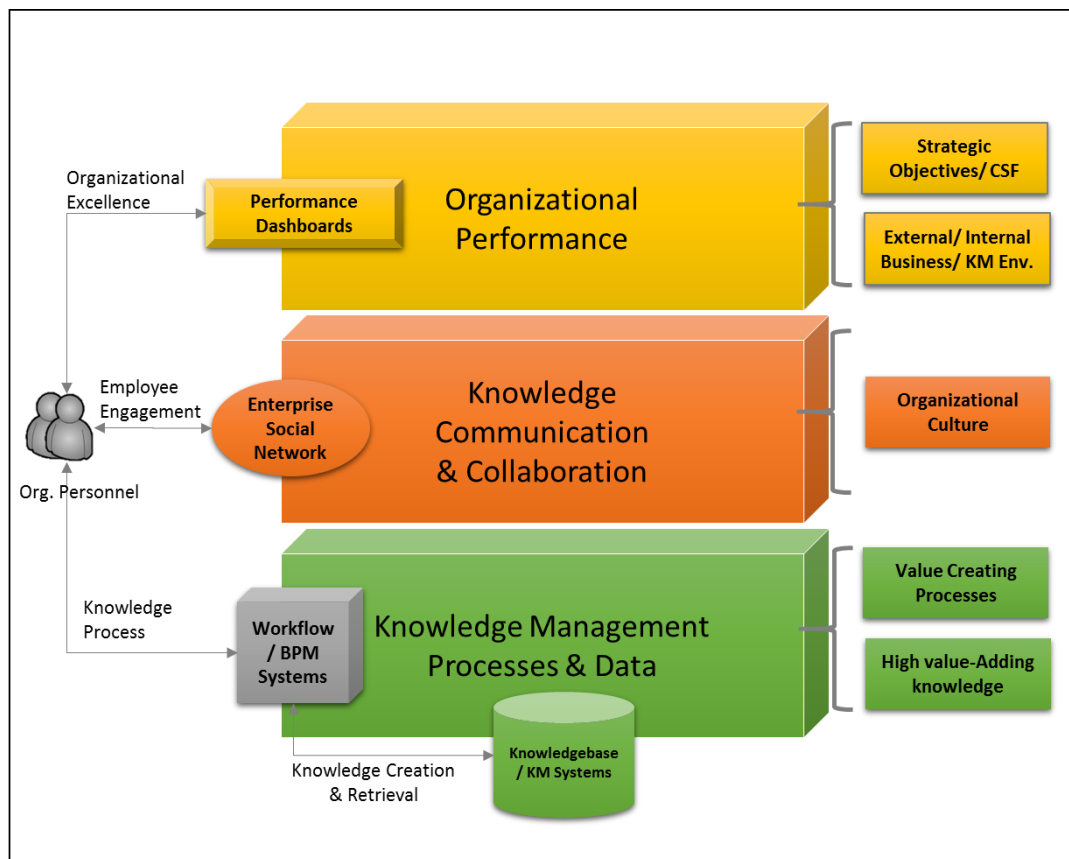 Organizational
Excellence
Performance
Dashboards
Organizational
Performance
Strategic
Objectives/ CSF
External/ Internal
Business/ KM Env.
Employee
Engagement
Org. Personnel
Enterprise
Social
Network
Knowledge
Communication
& Collaboration
Organizational
Culture
Knowledge
Process
Workflow
/ BPM
Systems
Knowledge Management
Processes & Data
Value Creating
Processes
High value-Adding
knowledge
Knowledge Creation
& Retrieval
Knowledgebase
/ KM Systems